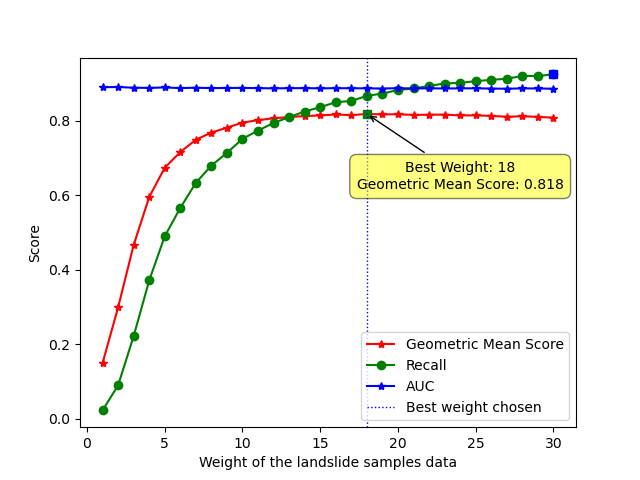 0.8
0.6
0.4
0.2
0.0
Score
Best Weight: 18
Geometric Mean Score: 0.818
Geometric Mean Score
Recall
AUC
Best weight chosen
0 5 10 15 20 25 30
Weight of the landslide samples data